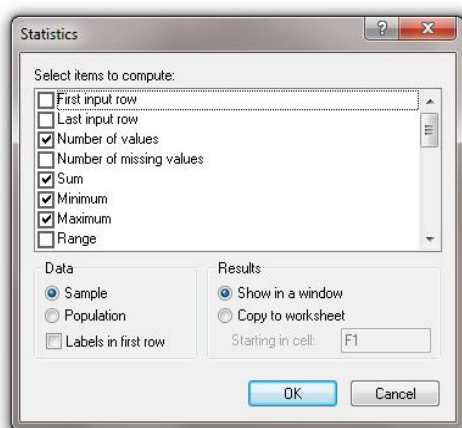 Statistics
Select items to compute:
First input row
Last input row
Number of values
Number of missing values
Sum
Minimum
Maximum
Range
Data
Sample
Population
Labels in first row
Results
Show in a window
Copy to worksheet
Starting in cell: F1
OK Cancel